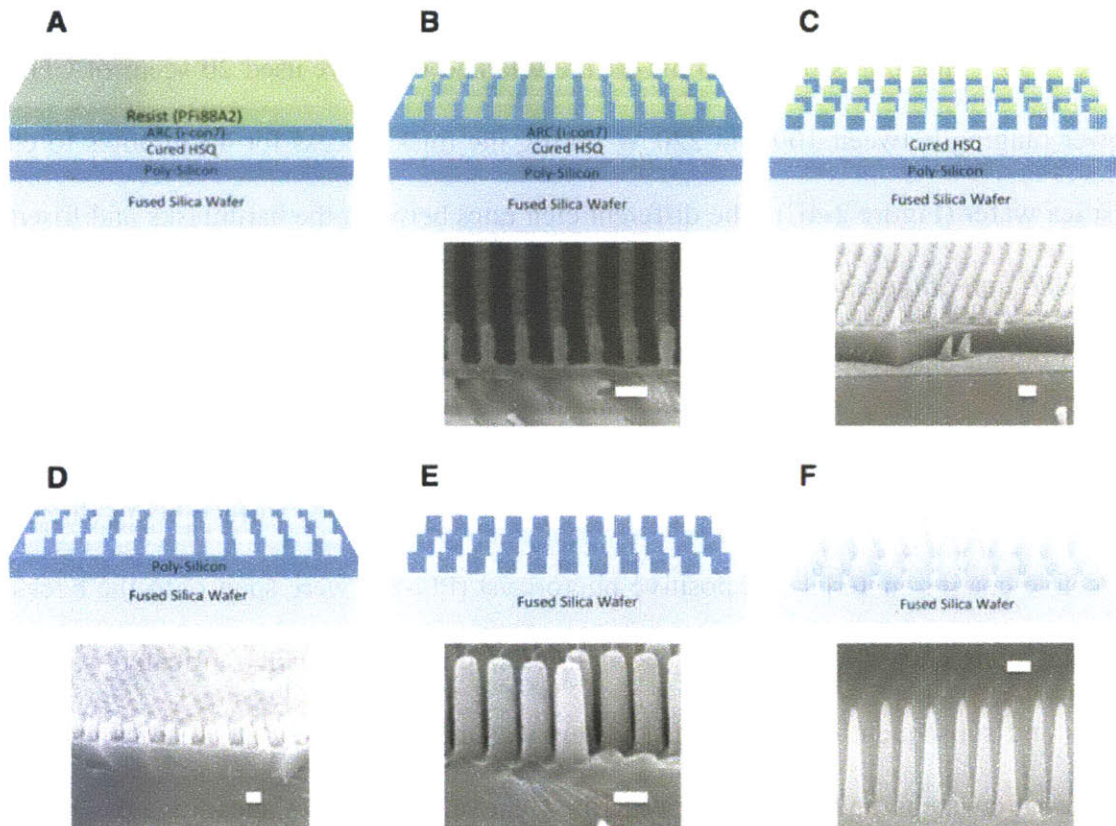 A
Resist (PFi88A2)
ARC (i-con7)
Cured HSQ
Poly-Silicon
Fused Silica Wafer
B
ARC (i-con7)
Cured HSQ
Poly-Silicon
Fused Silica Wafer
C
Cured HSQ
Poly-Silicon
Fused Silica Wafer
D
Poly-Silicon
Fused Silica Wafer
E
Fused Silica Wafer
F
Fused Silica Wafer